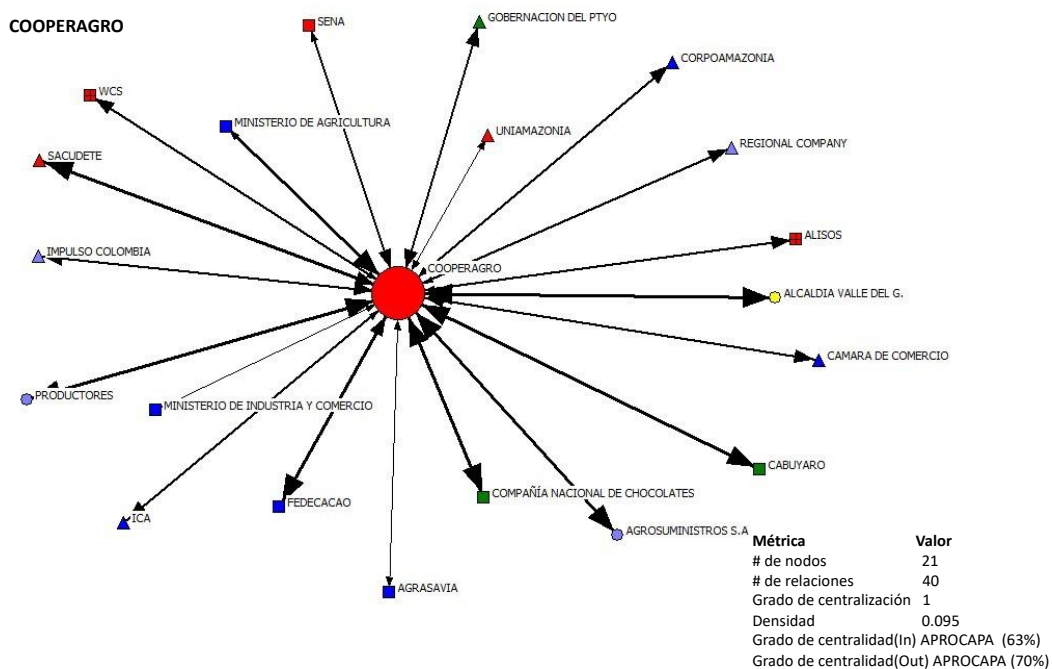 COOPERAGRO
SENA
GOBERNACION DEL PTYO
CORPOAMAZONIA
WCS
MINISTERIO DE AGRICULTURA
UNIAMAZONIA
REGIONAL COMPANY
SACUDETE
ALISOS
IMPULSO COLOMBIA
COOPERAGRO
ALCALDIA VALLE DEL G.
CAMARA DE COMERCIO
PRODUCTORES
MINISTERIO DE INDUSTRIA Y COMERCIO
CABUYARO
COMPAÑÍA NACIONAL DE CHOCOLATES
FEDECACAO
ICA
AGROSUMINISTROS S.A
AGRASAVIA
Métrica Valor
# de nodos 21
# de relaciones 40
Grado de centralización 1
Densidad 0.095
Grado de centralidad(In) APROCAPA (63%)
Grado de centralidad(Out) APROCAPA (70%)